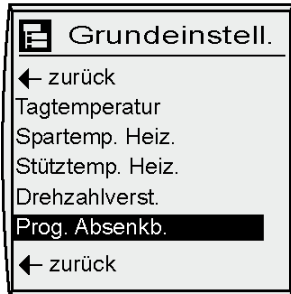 Grundeinstell.
← zurück
Tagtemperatur
Spartemp. Heiz.
Stütztemp. Heiz.
Drehzahlverst.
Prog. Absenkb.
← zurück